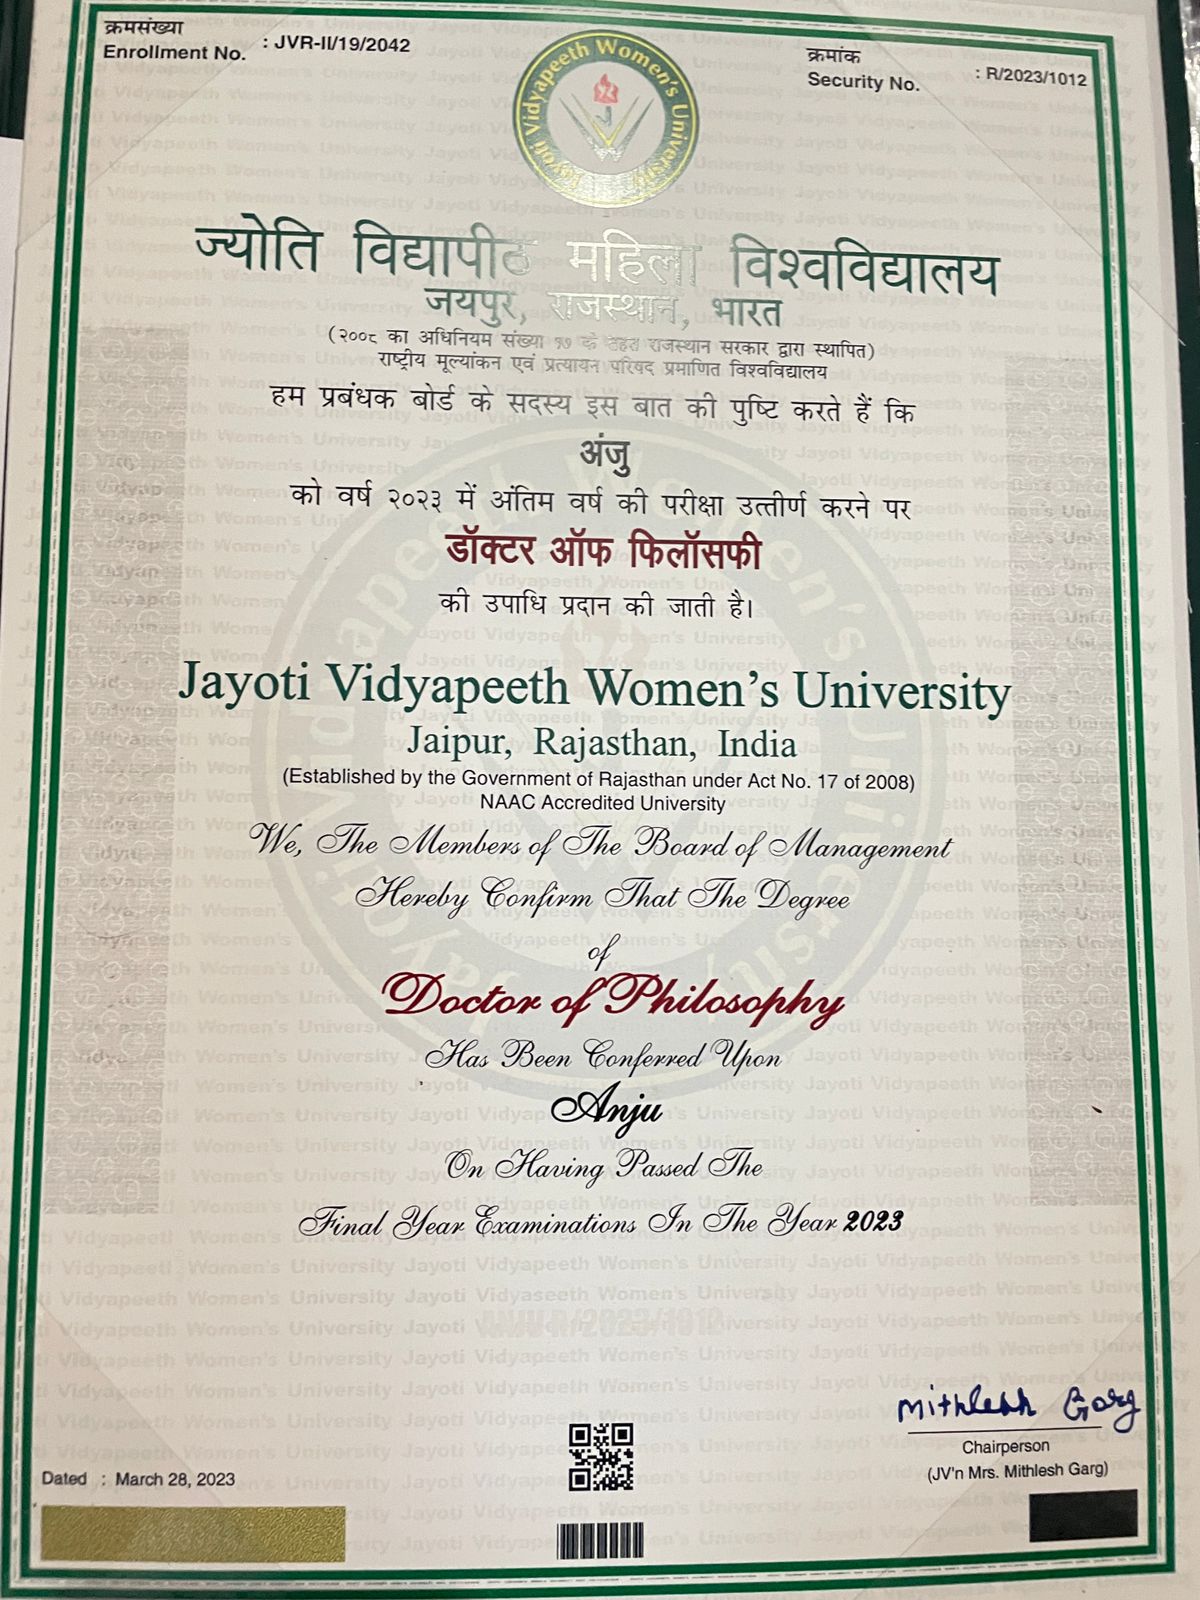 क्रमसंख्या
Enrollment No. : JVR-II/19/2042
क्रमांक
Security No. : R/2023/1012
Jayoti Vidyapeeth Women's University
ज्योति विद्यापीठ महिला विश्वविद्यालय
जयपुर, राजस्थान, भारत
(२००८ का अधिनियम संख्या १७ के तहत राजस्थान सरकार द्वारा स्थापित)
राष्ट्रीय मूल्यांकन एवं प्रत्यायन परिषद प्रमाणित विश्वविद्यालय
हम प्रबंधक बोर्ड के सदस्य इस बात की पुष्टि करते हैं कि
अंजु
को वर्ष २०२३ में अंतिम वर्ष की परीक्षा उत्तीर्ण करने पर
डॉक्टर ऑफ फिलॉसफी
की उपाधि प्रदान की जाती है।
Jayoti Vidyapeeth Women's University
Jaipur, Rajasthan, India
(Established by the Government of Rajasthan under Act No. 17 of 2008)
NAAC Accredited University
We, The Members of The Board of Management
Hereby Confirm That The Degree
of
Doctor of Philosophy
Has Been Conferred Upon
Anju
On Having Passed The
Final Year Examinations In The Year 2023
Mithlesh Garg
Chairperson
(JV'n Mrs. Mithlesh Garg)
Dated : March 28, 2023